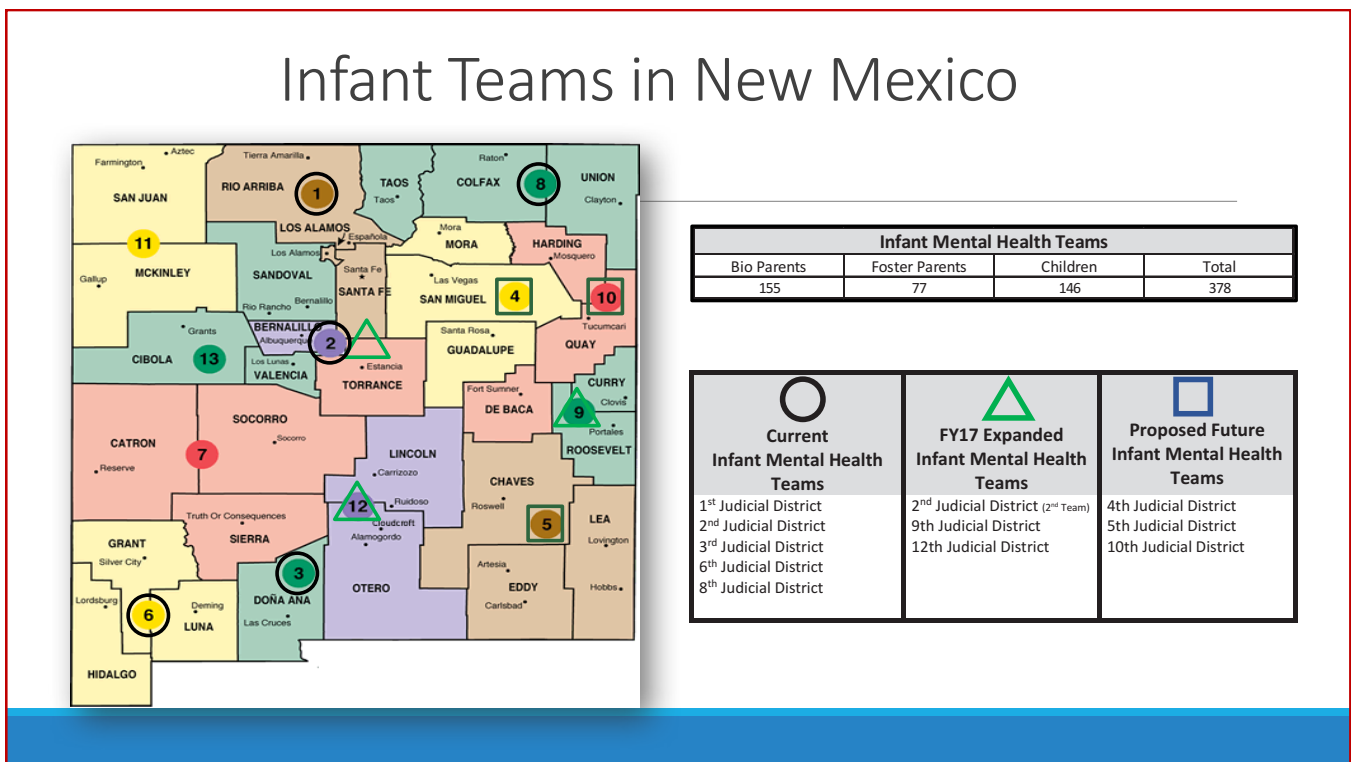 Infant Teams in New Mexico
Farmington
Aztec
SAN JUAN
Tierra Amarilla
RIO ARRIBA
1
TAOS
Taos
Raton
COLFAX
8
UNION
Clayton
LOS ALAMOS
Española
Los Alamos
11
MCKINLEY
Gallup
SANDOVAL
Rio Rancho
Bernalillo
Santa Fe
SANTA FE
Mora
MORA
HARDING
Mosquero
Las Vegas
SAN MIGUEL
4
10
Tucumcari
QUAY
BERNALILLO
Albuquerqu
2
Santa Rosa
GUADALUPE
Grants
CIBOLA
13
Los Lunas
VALENCIA
Estancia
TORRANCE
Fort Sumner
DE BACA
CURRY
Clovis
9
Portales
ROOSEVELT
SOCORRO
Socorro
CATRON
Reserve
7
LINCOLN
Carrizozo
Ruidoso
CHAVES
Roswell
5
LEA
Lovington
12
Cloudcroft
Alamogordo
Truth Or Consequences
SIERRA
GRANT
Silver City
3
DOÑA ANA
Las Cruces
OTERO
Artesia
EDDY
Carlsbad
Hobbs
Lordsburg
6
Deming
LUNA
HIDALGO
Infant Mental Health Teams
Bio Parents Foster Parents Children Total
155 77 146 378
Current
Infant Mental Health
Teams
1st Judicial District
2nd Judicial District
3rd Judicial District
6th Judicial District
8th Judicial District
FY17 Expanded
Infant Mental Health
Teams
2nd Judicial District (2nd Team)
9th Judicial District
12th Judicial District
Proposed Future
Infant Mental Health
Teams
4th Judicial District
5th Judicial District
10th Judicial District